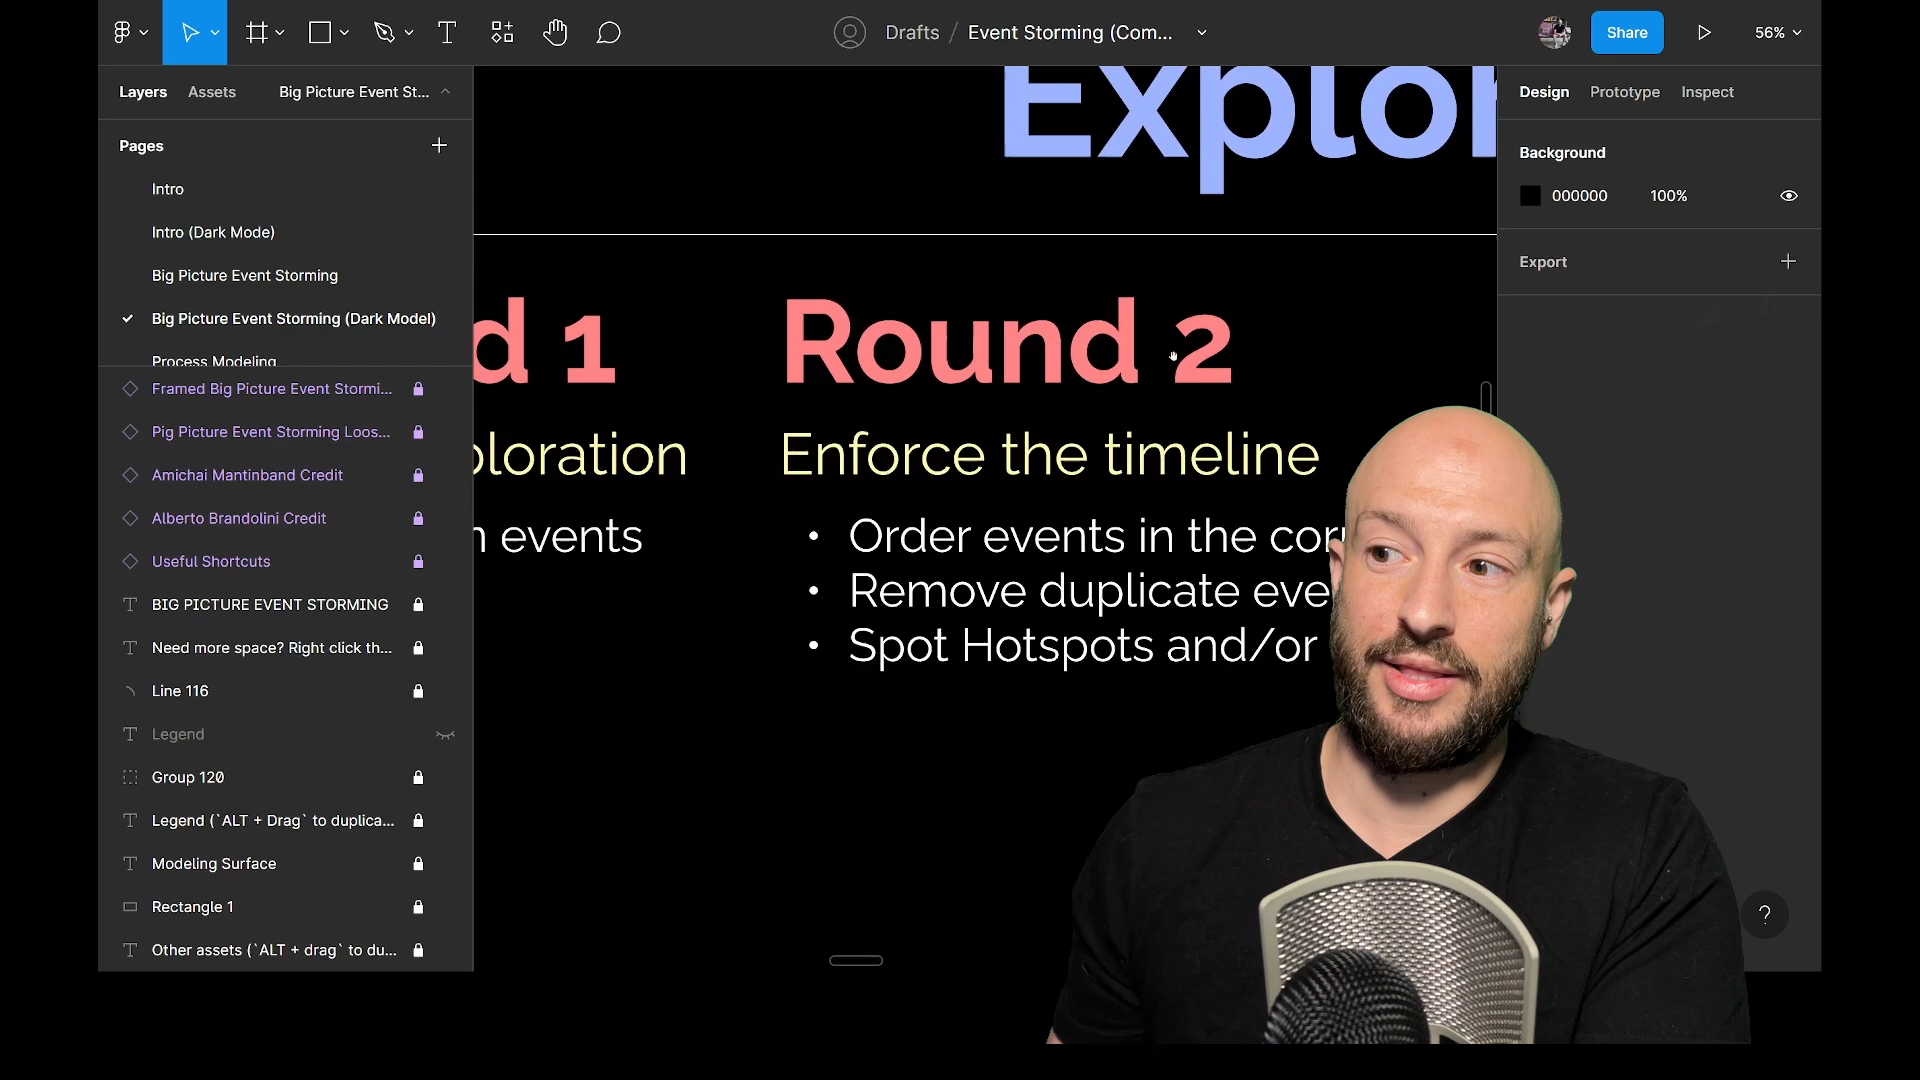 Drafts / Event Storming (Com...
Share
56%
Layers
Assets
Big Picture Event St...
Pages
Intro
Intro (Dark Mode)
Big Picture Event Storming
Big Picture Event Storming (Dark Model)
Process Modeling
Framed Big Picture Event Stormi...
Pig Picture Event Storming Loos...
Amichai Mantinband Credit
Alberto Brandolini Credit
Useful Shortcuts
BIG PICTURE EVENT STORMING
Need more space? Right click th...
Line 116
Legend
Group 120
Legend (`ALT + Drag` to duplica...
Modeling Surface
Rectangle 1
Other assets (`ALT + drag` to du...
Explor
d 1
ploration
n events
Round 2
Enforce the timeline
• Order events in the cor
• Remove duplicate eve
• Spot Hotspots and/or
Design
Prototype
Inspect
Background
000000
100%
Export
?